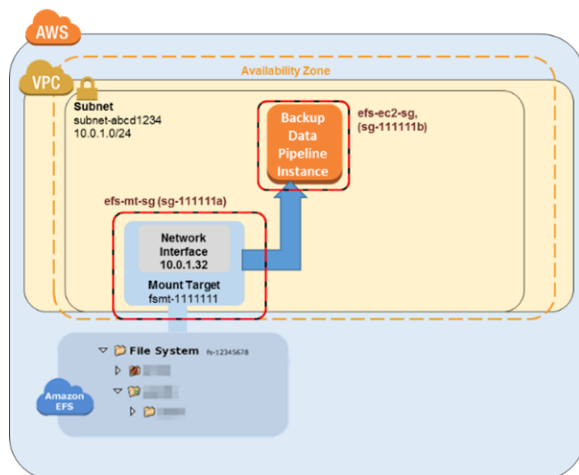 AWS
VPC
Availability Zone
Subnet
subnet-abcd1234
10.0.1.0/24
Backup
Data
Pipeline
Instance
efs-ec2-sg,
(sg-111111b)
efs-mt-sg (sg-111111a)
Network
Interface
10.0.1.32
Mount Target
fsmt-1111111
File System fs-12345678
Amazon
EFS